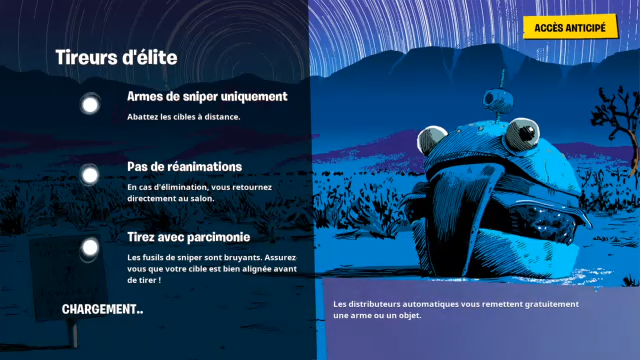 ACCÈS ANTICIPÉ
Tireurs d'élite
Armes de sniper uniquement
Abattez les cibles à distance.
Pas de réanimations
En cas d'élimination, vous retournez
directement au salon.
Tirez avec parcimonie
Les fusils de sniper sont bruyants. Assurez-
vous que votre cible est bien alignée avant
de tirer !
CHARGEMENT..
Les distributeurs automatiques vous remettent gratuitement
une arme ou un objet.